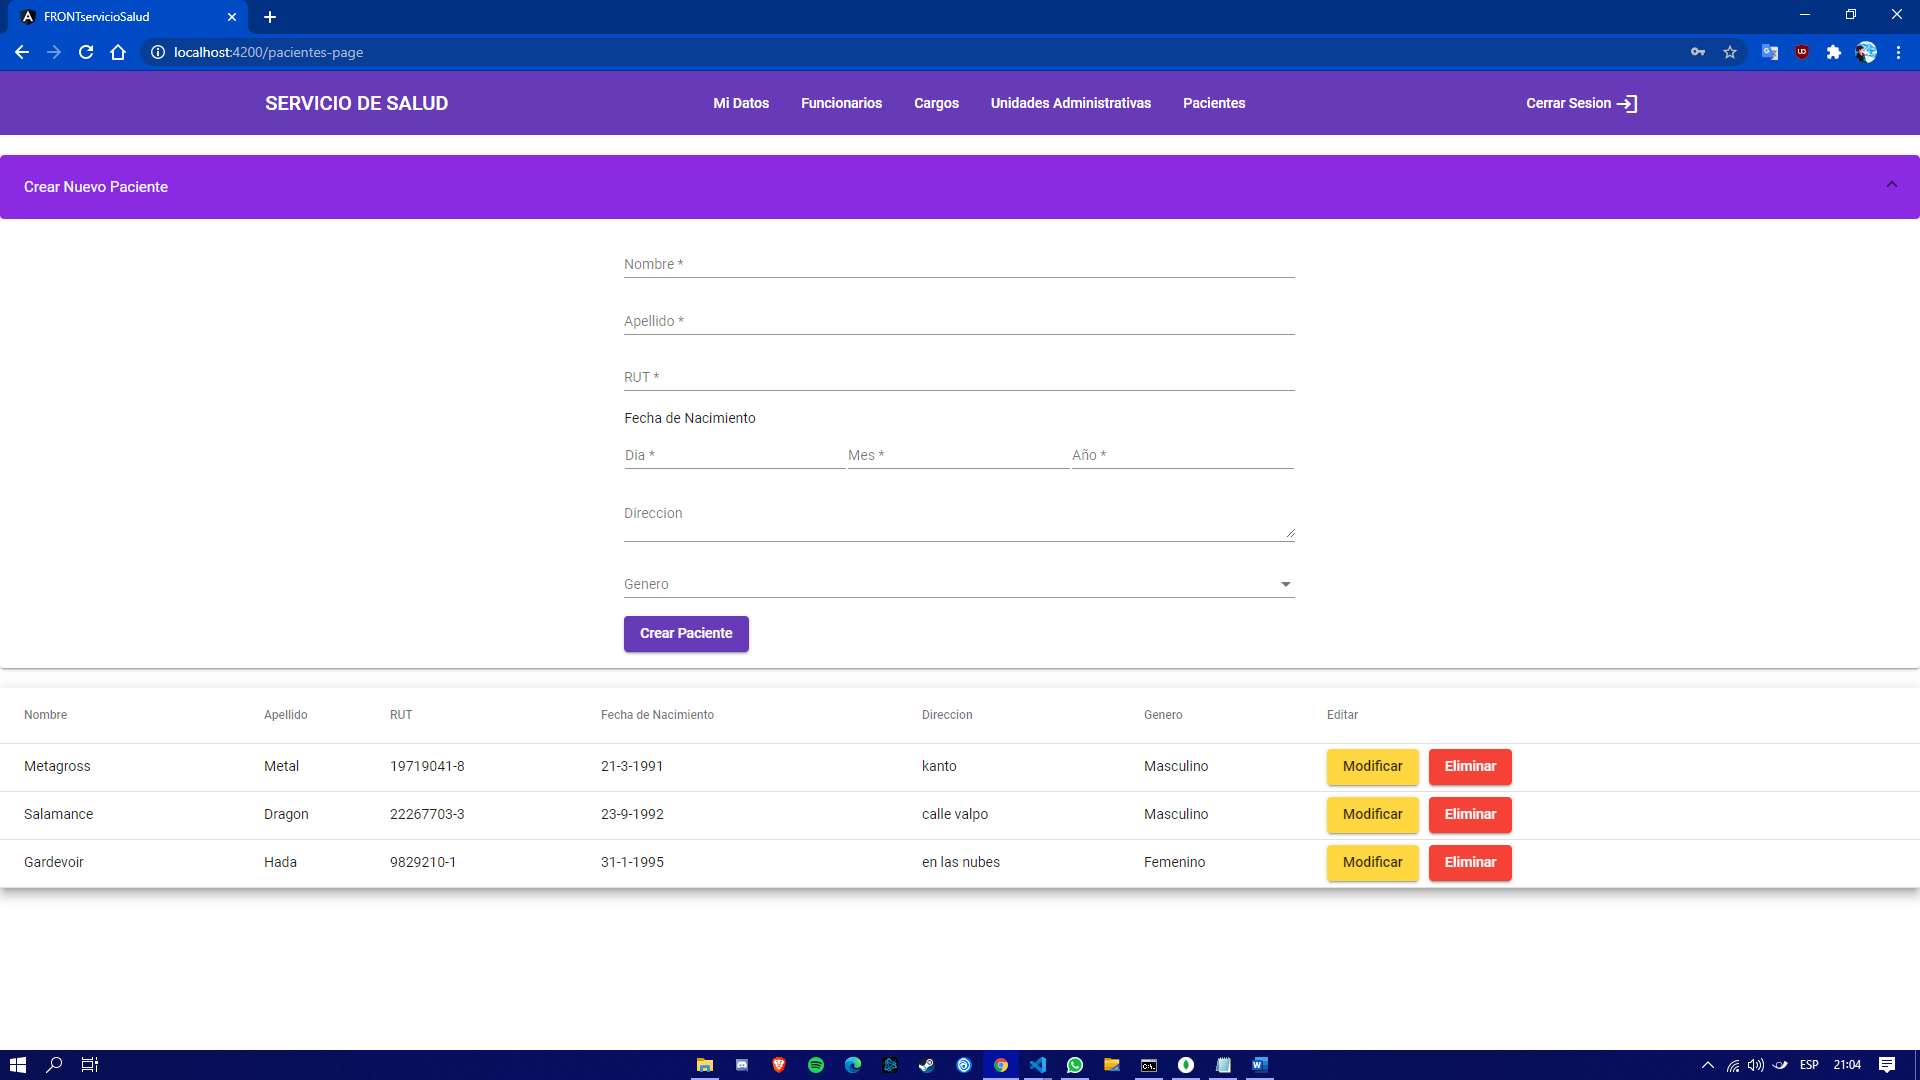 FRONTservicioSalud
localhost:4200/pacientes-page
SERVICIO DE SALUD Mi Datos Funcionarios Cargos Unidades Administrativas Pacientes Cerrar Sesion
Crear Nuevo Paciente
Nombre *
Apellido *
RUT *
Fecha de Nacimiento
Dia * Mes * Año *
Direccion
Genero
Crear Paciente
Nombre Apellido RUT Fecha de Nacimiento Direccion Genero Editar
Metagross Metal 19719041-8 21-3-1991 kanto Masculino Modificar Eliminar
Salamance Dragon 22267703-3 23-9-1992 calle valpo Masculino Modificar Eliminar
Gardevoir Hada 9829210-1 31-1-1995 en las nubes Femenino Modificar Eliminar
ESP 21:04